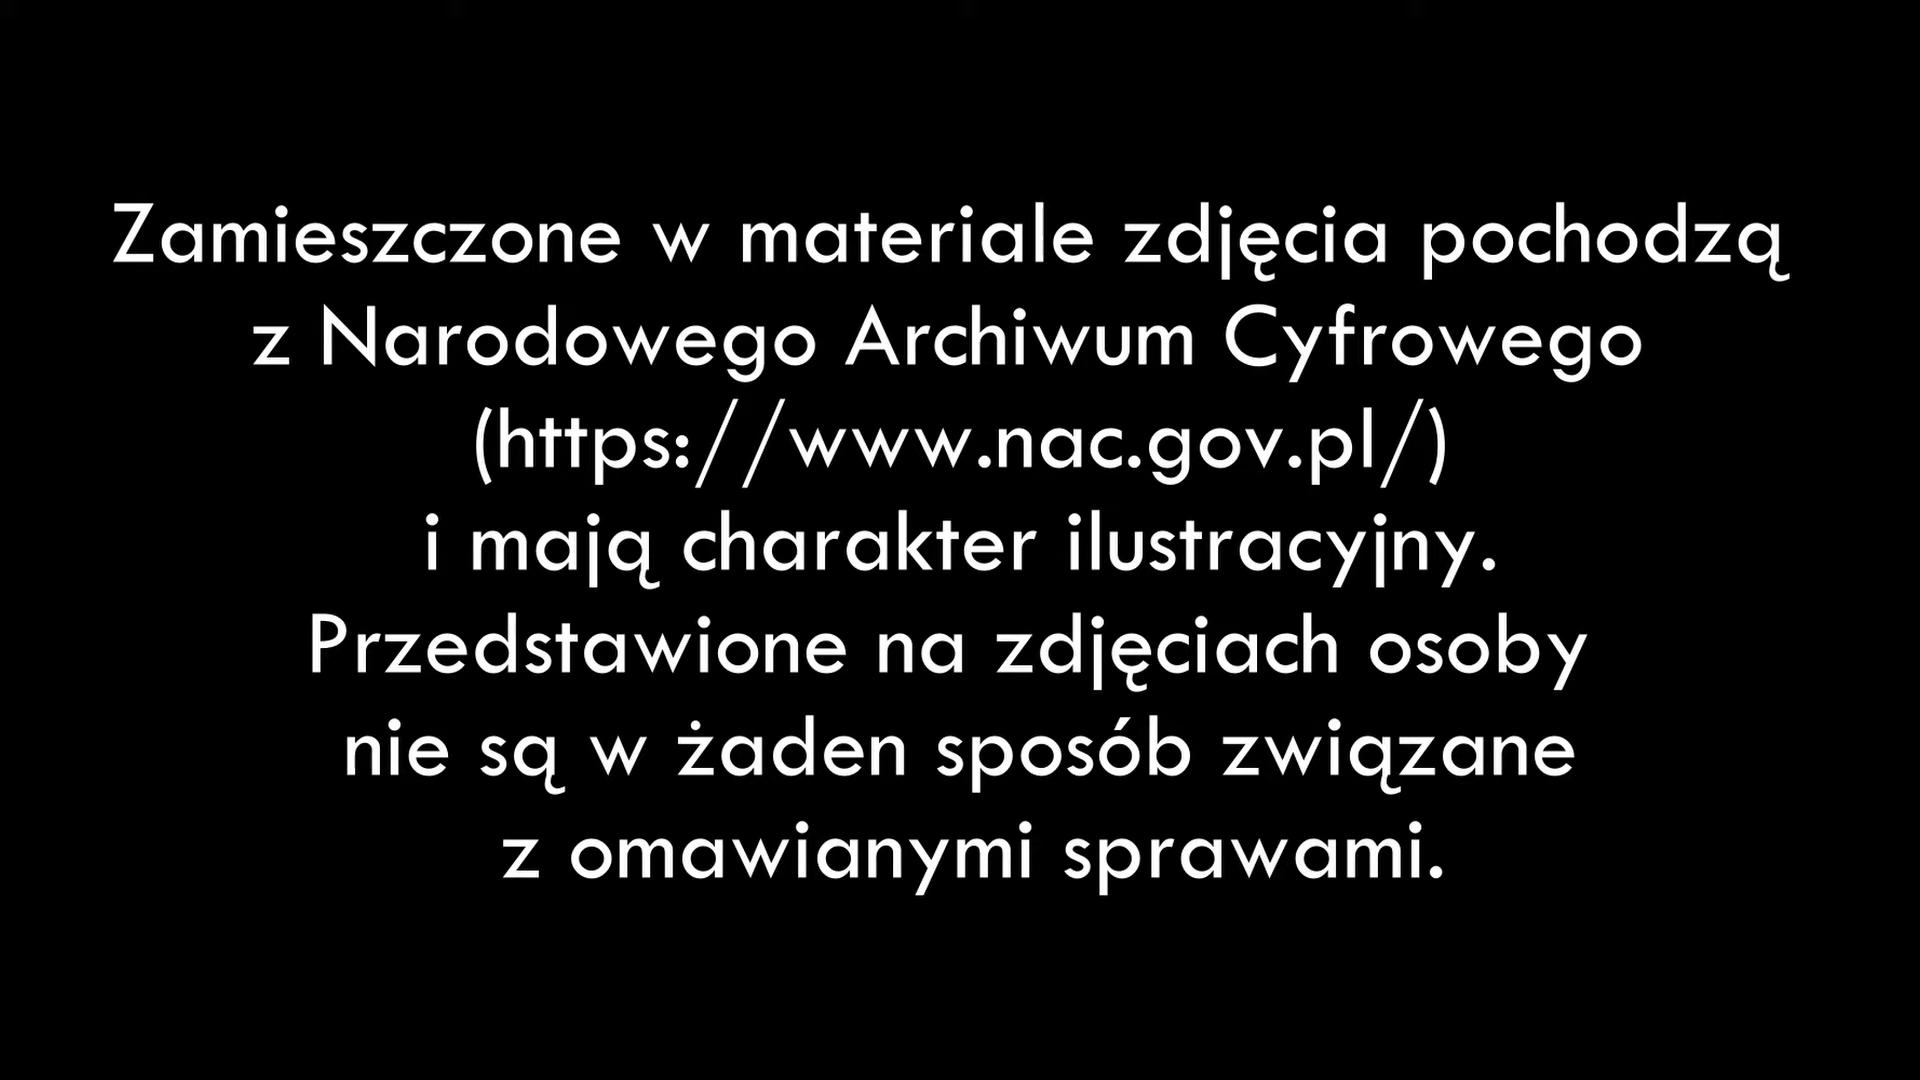 Zamieszczone w materiale zdjęcia pochodzą
z Narodowego Archiwum Cyfrowego
(https://www.nac.gov.pl/)
i mają charakter ilustracyjny.
Przedstawione na zdjęciach osoby
nie są w żaden sposób związane
z omawianymi sprawami.